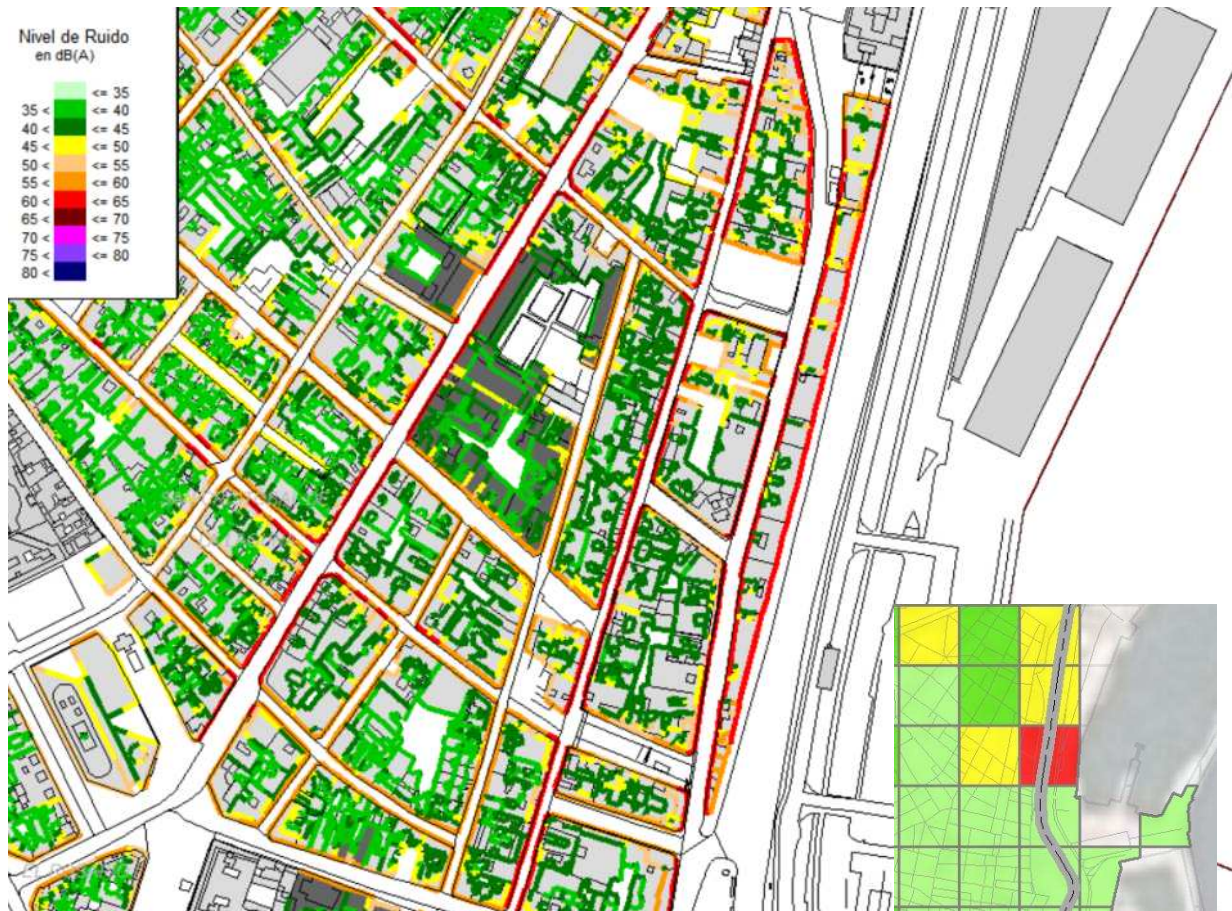 Nivel de Ruido
en dB(A)
<= 35
35 < <= 40
40 < <= 45
45 < <= 50
50 < <= 55
55 < <= 60
60 < <= 65
65 < <= 70
70 < <= 75
75 < <= 80
80 <